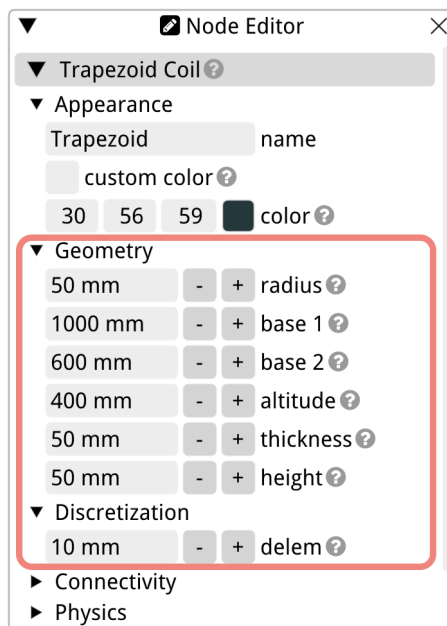 Node Editor
Trapezoid Coil ?
Appearance
Trapezoid name
custom color ?
30 56 59 color ?
Geometry
50 mm - + radius ?
1000 mm - + base 1 ?
600 mm - + base 2 ?
400 mm - + altitude ?
50 mm - + thickness ?
50 mm - + height ?
Discretization
10 mm - + delem ?
Connectivity
Physics